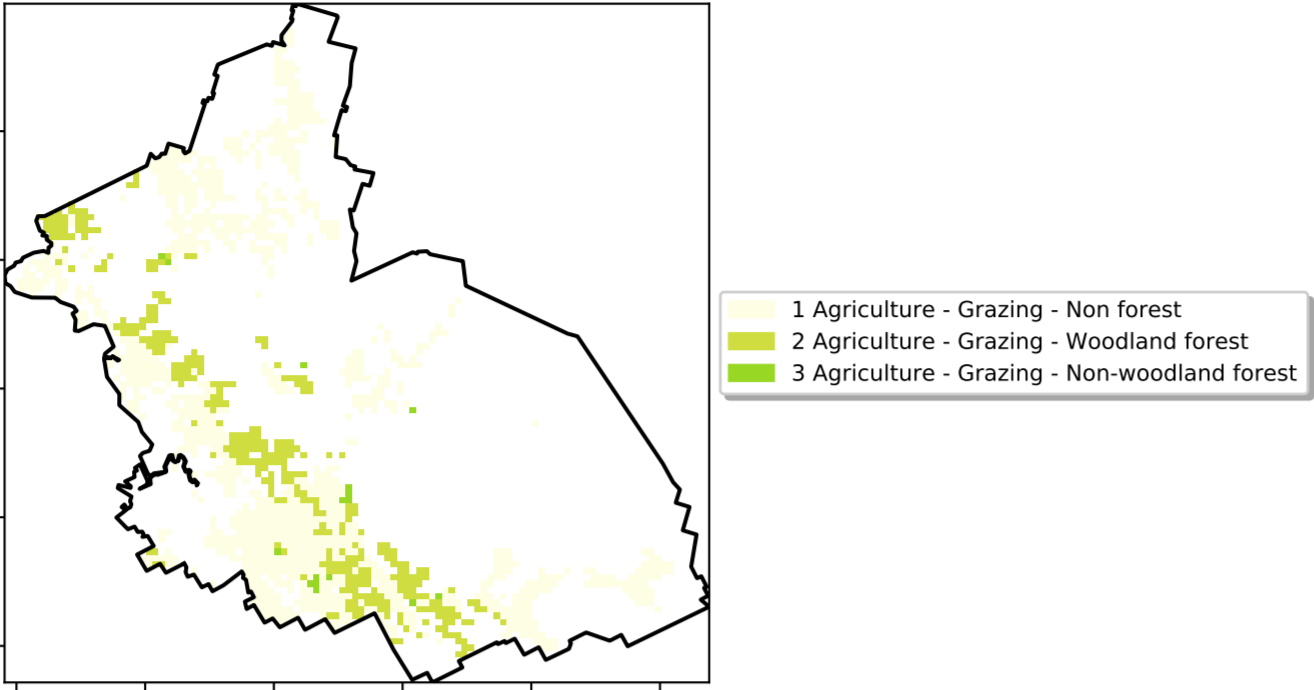 1 Agriculture - Grazing - Non forest
2 Agriculture - Grazing - Woodland forest
3 Agriculture - Grazing - Non-woodland forest